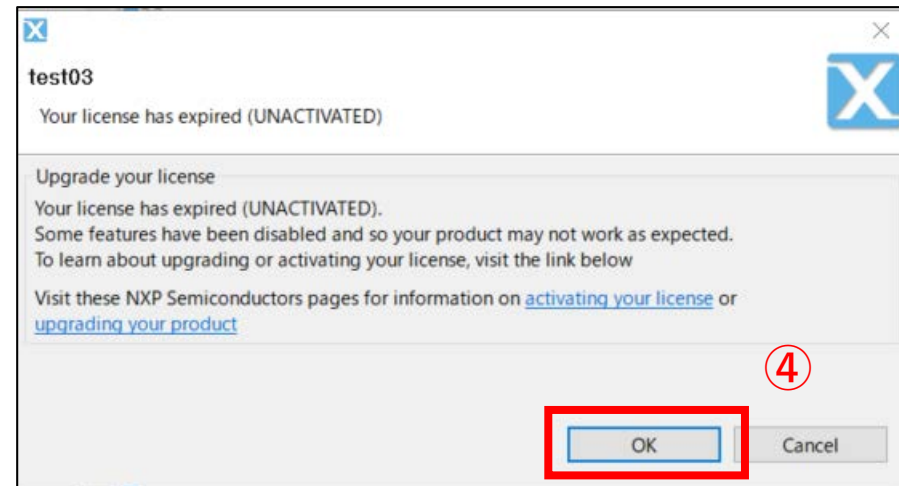 test03
Your license has expired (UNACTIVATED)
Upgrade your license
Your license has expired (UNACTIVATED).
Some features have been disabled and so your product may not work as expected.
To learn about upgrading or activating your license, visit the link below
Visit these NXP Semiconductors pages for information on activating your license or
upgrading your product
④
OK Cancel